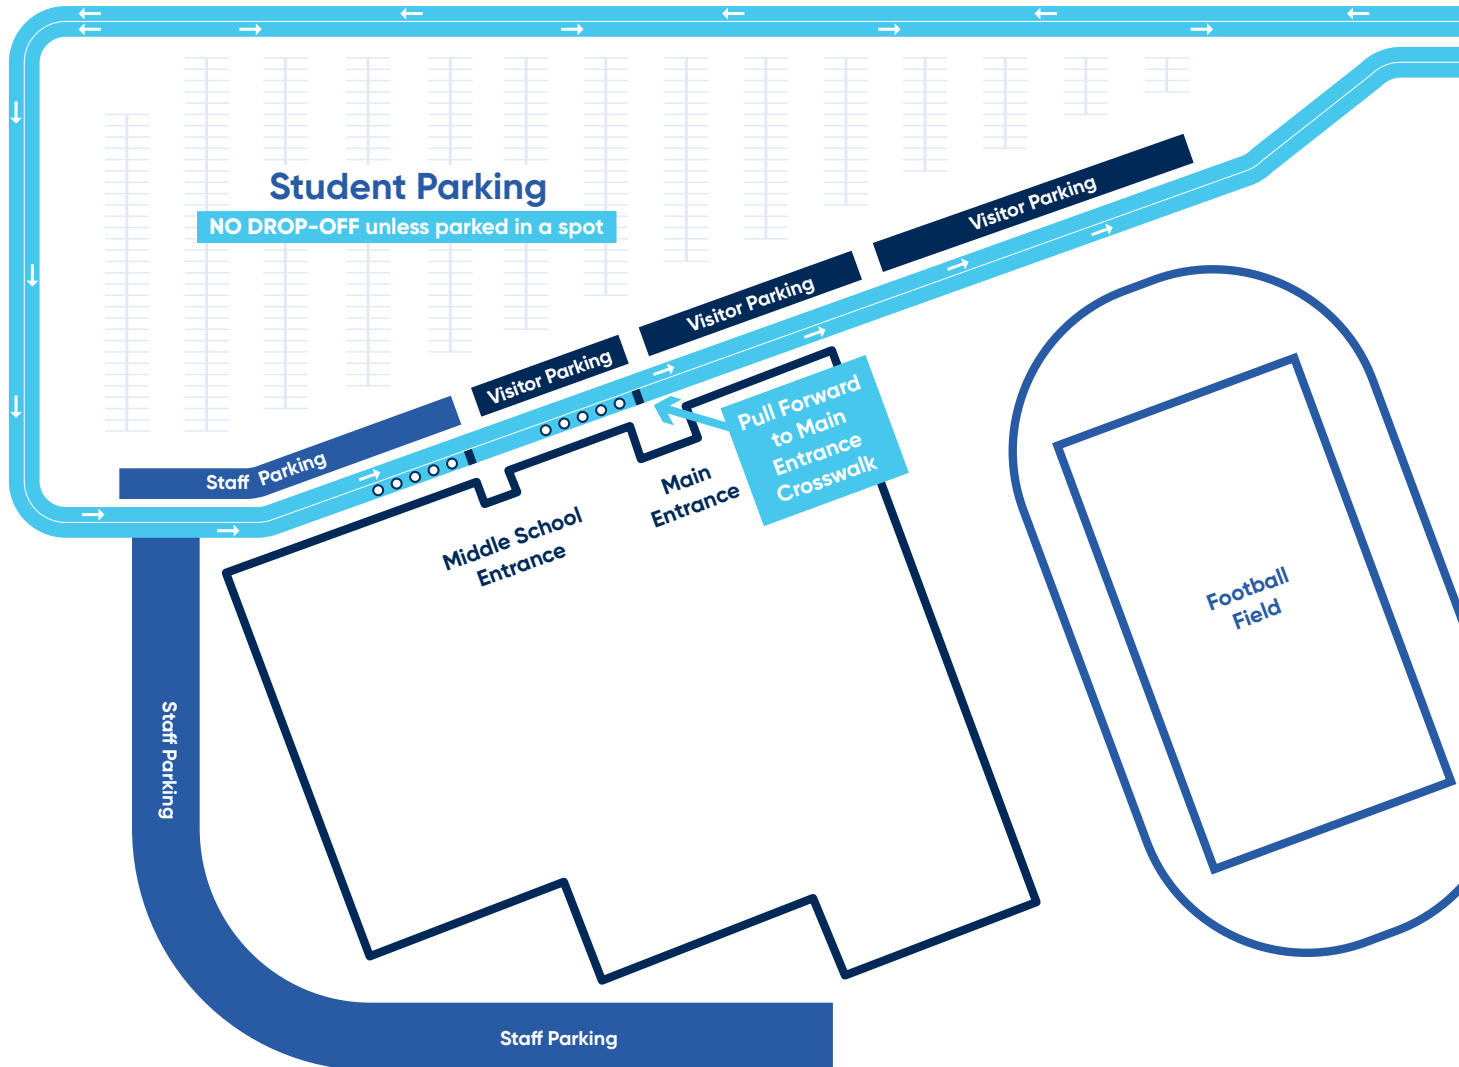 Student Parking
NO DROP-OFF unless parked in a spot
Visitor Parking
Visitor Parking
Visitor Parking
Staff Parking
Pull Forward
to Main
Entrance
Crosswalk
Main
Entrance
Middle School
Entrance
Football
Field
Staff Parking
Staff Parking